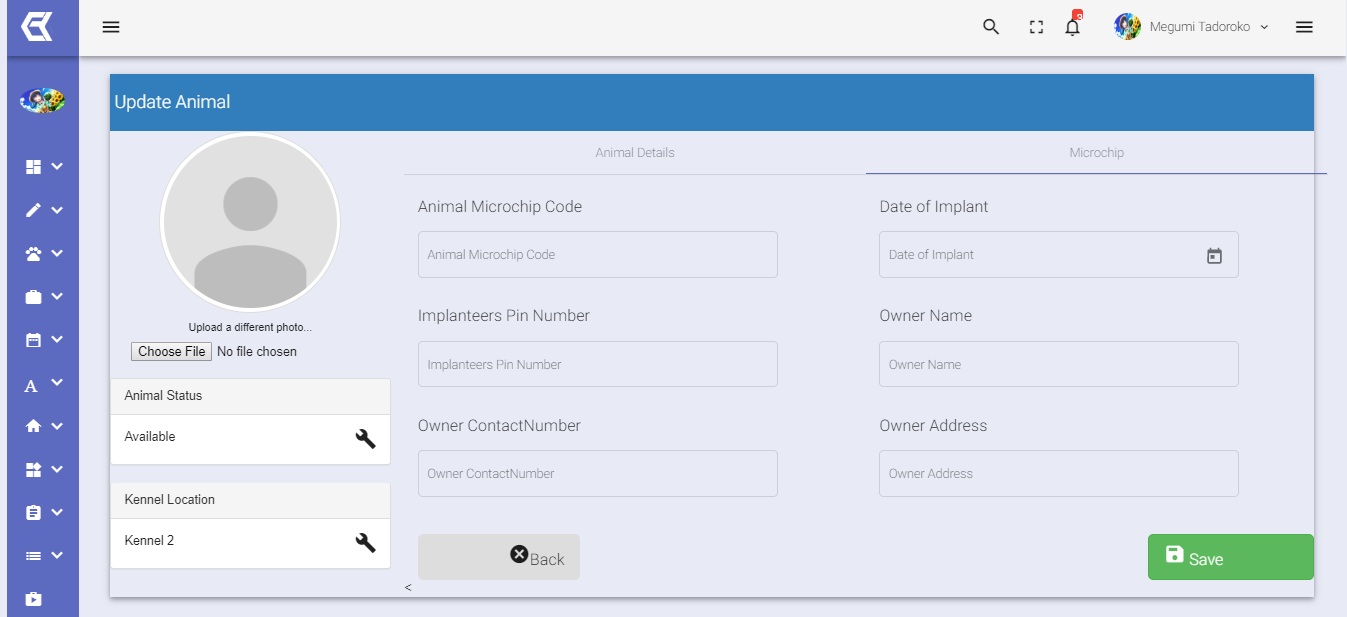 3
Megumi Tadoroko
Update Animal
Animal Details
Microchip
Upload a different photo...
Choose File No file chosen
Animal Status
Available
Kennel Location
Kennel 2
A
Animal Microchip Code
Date of Implant
Animal Microchip Code
Date of Implant
Implanteers Pin Number
Owner Name
Implanteers Pin Number
Owner Name
Owner ContactNumber
Owner Address
Owner ContactNumber
Owner Address
Back
Save
<